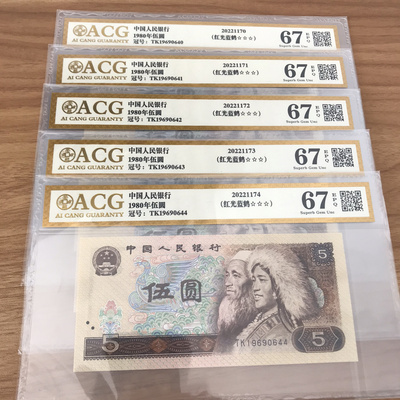 ACG
AI CANG GUARANTY
中国人民银行
1980年伍圆
冠号：TK19690640
20221170
(红光蓝鹤☆☆☆)
67 EPQ
Superb Gem Unc
ACG
AI CANG GUARANTY
中国人民银行
1980年伍圆
冠号：TK19690641
20221171
(红光蓝鹤☆☆☆)
67 EPQ
Superb Gem Unc
ACG
AI CANG GUARANTY
中国人民银行
1980年伍圆
冠号：TK19690642
20221172
(红光蓝鹤☆☆☆)
67 EPQ
Superb Gem Unc
ACG
AI CANG GUARANTY
中国人民银行
1980年伍圆
冠号：TK19690643
20221173
(红光蓝鹤☆☆☆)
67 EPQ
Superb Gem Unc
ACG
AI CANG GUARANTY
中国人民银行
1980年伍圆
冠号：TK19690644
20221174
(红光蓝鹤☆☆☆)
67 EPQ
Superb Gem Unc
中国人民银行
5
伍圆
5
5
TK19690644